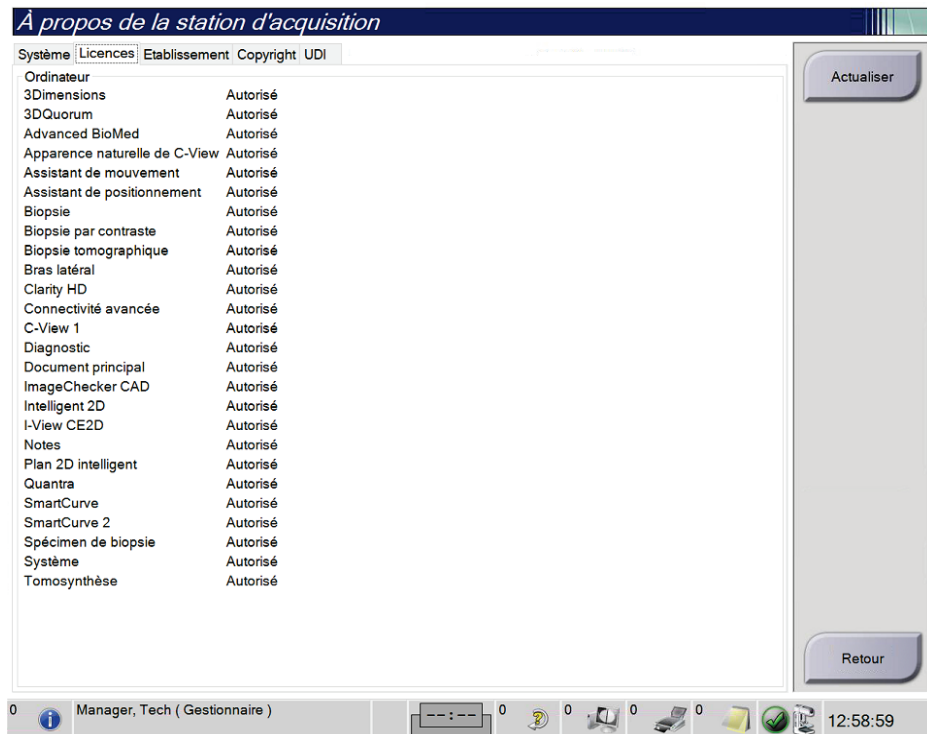 À propos de la station d'acquisition
Système Licences Etablissement Copyright UDI
Ordinateur
3Dimensions Autorisé
3DQuorum Autorisé
Advanced BioMed Autorisé
Apparence naturelle de C-View Autorisé
Assistant de mouvement Autorisé
Assistant de positionnement Autorisé
Biopsie Autorisé
Biopsie par contraste Autorisé
Biopsie tomographique Autorisé
Bras latéral Autorisé
Clarity HD Autorisé
Connectivité avancée Autorisé
C-View 1 Autorisé
Diagnostic Autorisé
Document principal Autorisé
ImageChecker CAD Autorisé
Intelligent 2D Autorisé
I-View CE2D Autorisé
Notes Autorisé
Plan 2D intelligent Autorisé
Quantra Autorisé
SmartCurve Autorisé
SmartCurve 2 Autorisé
Spécimen de biopsie Autorisé
Système Autorisé
Tomosynthèse Autorisé
Actualiser
Retour
0 Manager, Tech ( Gestionnaire ) --:-- 0 0 0 0 12:58:59